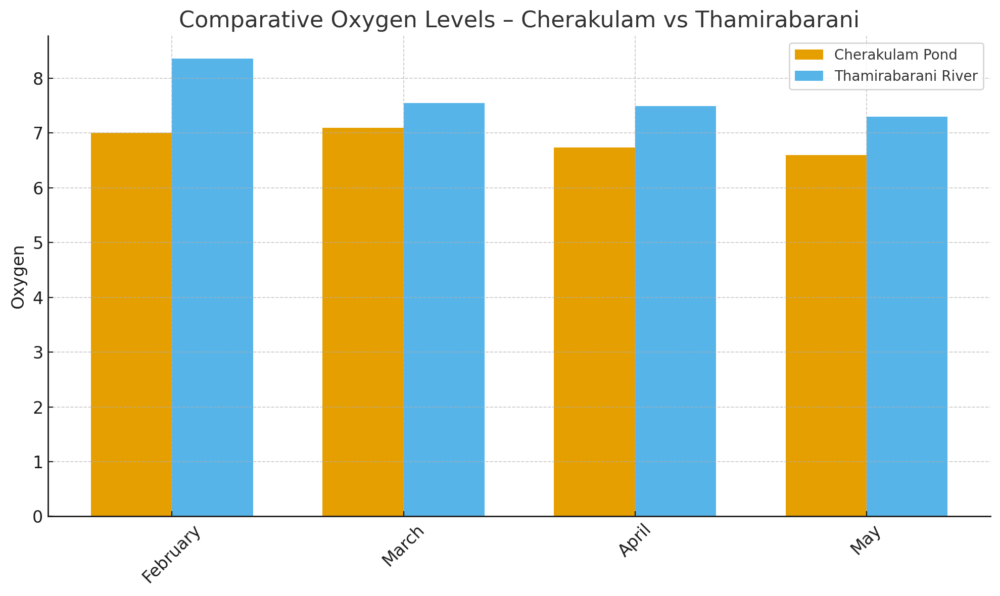 Comparative Oxygen Levels – Cherakulam vs Thamirabarani
Cherakulam Pond
Thamirabarani River
Oxygen
8
7
6
5
4
3
2
1
0
February
March
April
May